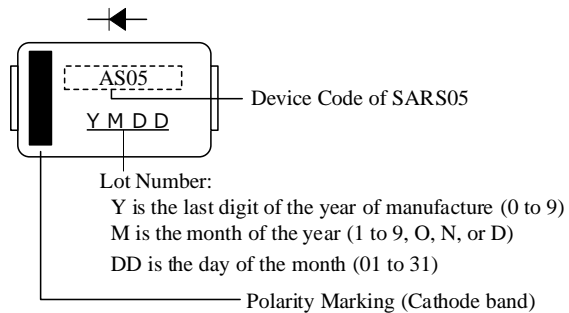 AS05
Device Code of SARS05
Y M D D
Lot Number:
Y is the last digit of the year of manufacture (0 to 9)
M is the month of the year (1 to 9, O, N, or D)
DD is the day of the month (01 to 31)
Polarity Marking (Cathode band)